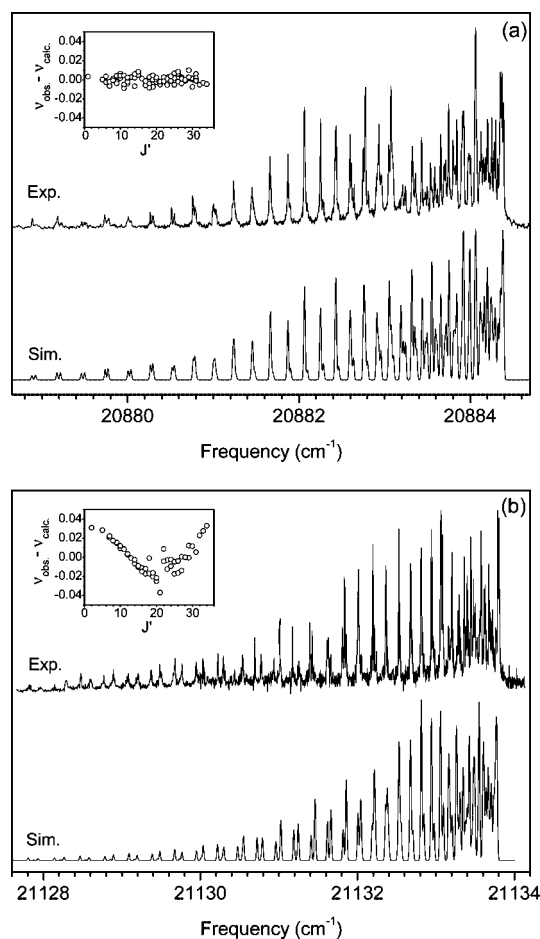 (a)
0.04
0.02
0.00
-0.02
-0.04
νobs. - νcalc.
0 10 20 30
J'
Exp.
Sim.
20880 20882 20884
Frequency (cm⁻¹)
(b)
0.04
0.02
0.00
-0.02
-0.04
νobs. - νcalc.
0 10 20 30
J'
Exp.
Sim.
21128 21130 21132 21134
Frequency (cm⁻¹)